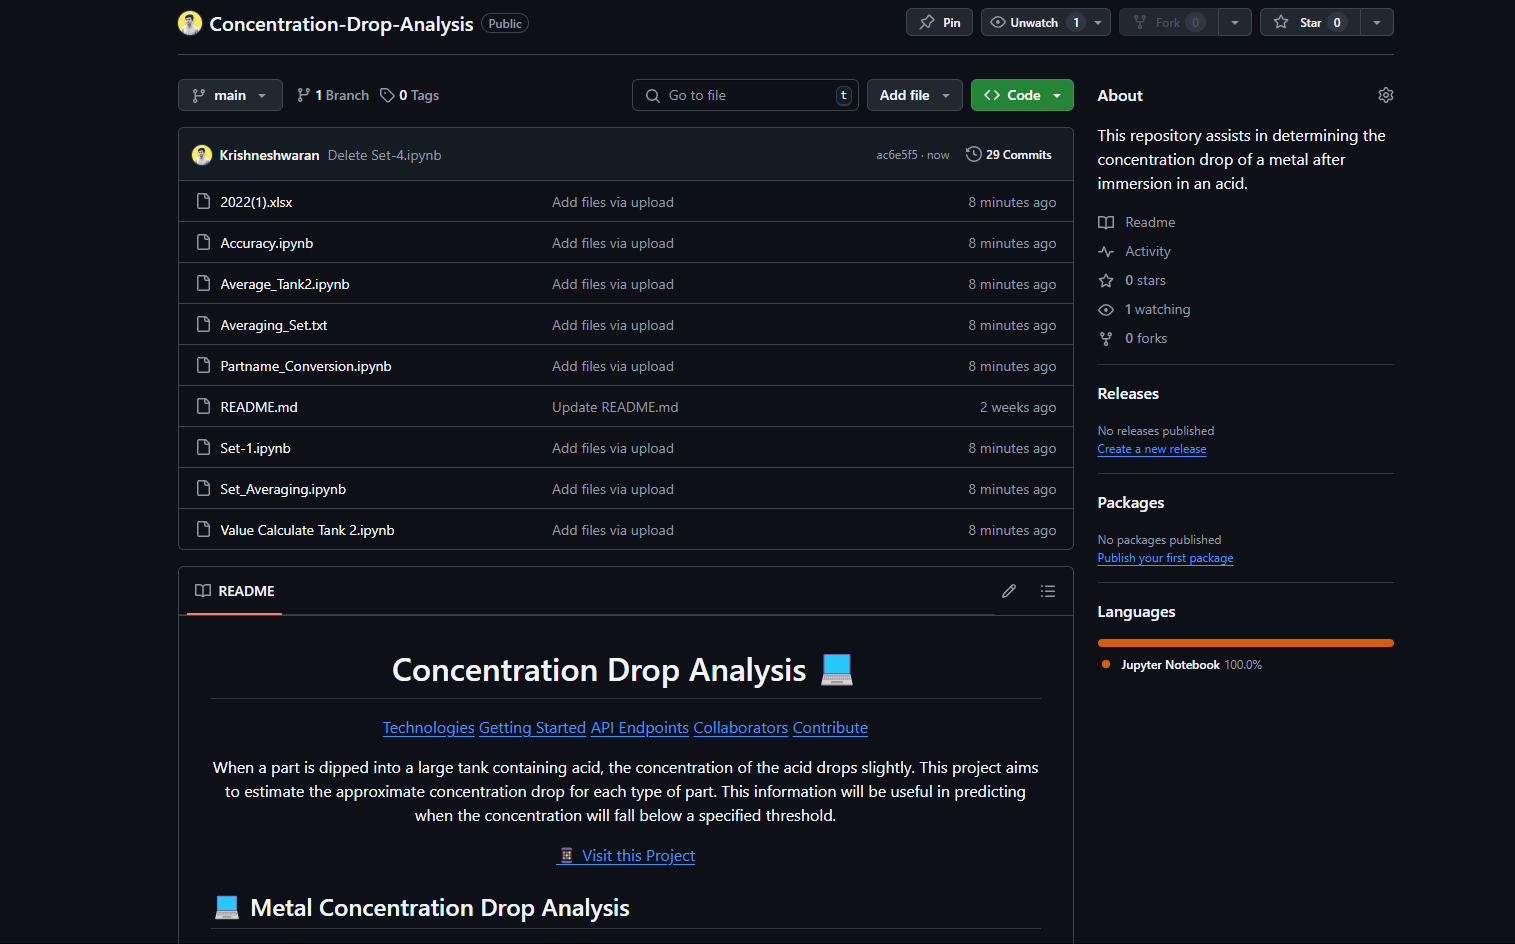 Concentration-Drop-Analysis Public Pin Unwatch 1 Fork 0 Star 0
main 1 Branch 0 Tags Go to file t Add file Code
Krishneshwaran Delete Set-4.ipynb ac6e5f5 · now 29 Commits
2022(1).xlsx Add files via upload 8 minutes ago
Accuracy.ipynb Add files via upload 8 minutes ago
Average_Tank2.ipynb Add files via upload 8 minutes ago
Averaging_Set.txt Add files via upload 8 minutes ago
Partname_Conversion.ipynb Add files via upload 8 minutes ago
README.md Update README.md 2 weeks ago
Set-1.ipynb Add files via upload 8 minutes ago
Set_Averaging.ipynb Add files via upload 8 minutes ago
Value Calculate Tank 2.ipynb Add files via upload 8 minutes ago
README
Concentration Drop Analysis
Technologies Getting Started API Endpoints Collaborators Contribute
When a part is dipped into a large tank containing acid, the concentration of the acid drops slightly. This project aims
to estimate the approximate concentration drop for each type of part. This information will be useful in predicting
when the concentration will fall below a specified threshold.
Visit this Project
Metal Concentration Drop Analysis
About
This repository assists in determining the
concentration drop of a metal after
immersion in an acid.
Readme
Activity
0 stars
1 watching
0 forks
Releases
No releases published
Create a new release
Packages
No packages published
Publish your first package
Languages
Jupyter Notebook 100.0%